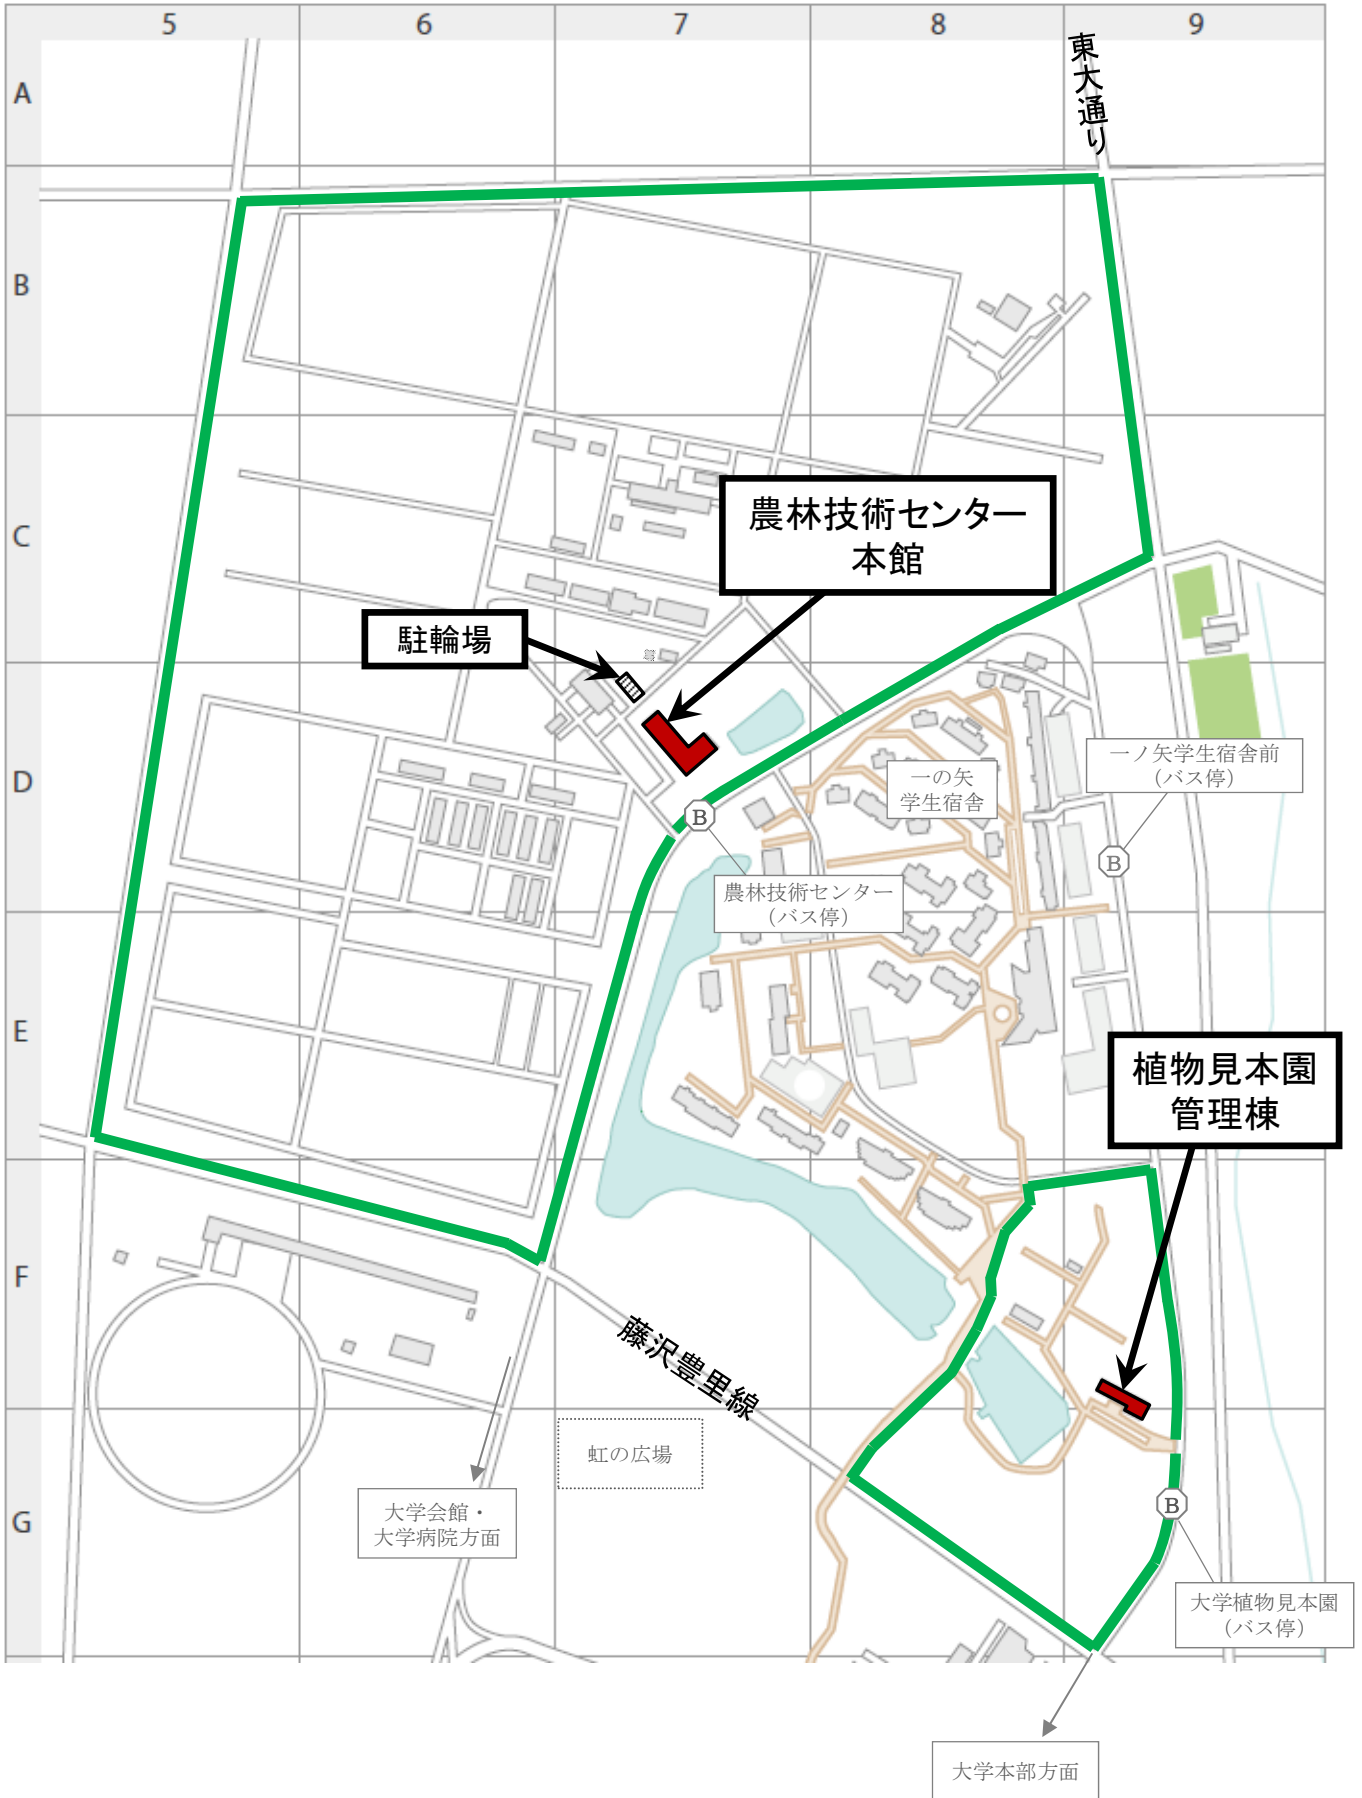 5
6
7
8
9
A
B
C
D
E
F
G
東大通り
農林技術センター
本館
駐輪場
一ノ矢学生宿舎前
（バス停）
一の矢
学生宿舎
B
B
農林技術センター
（バス停）
植物見本園
管理棟
藤沢豊里線
虹の広場
大学会館・
大学病院方面
B
大学植物見本園
（バス停）
大学本部方面